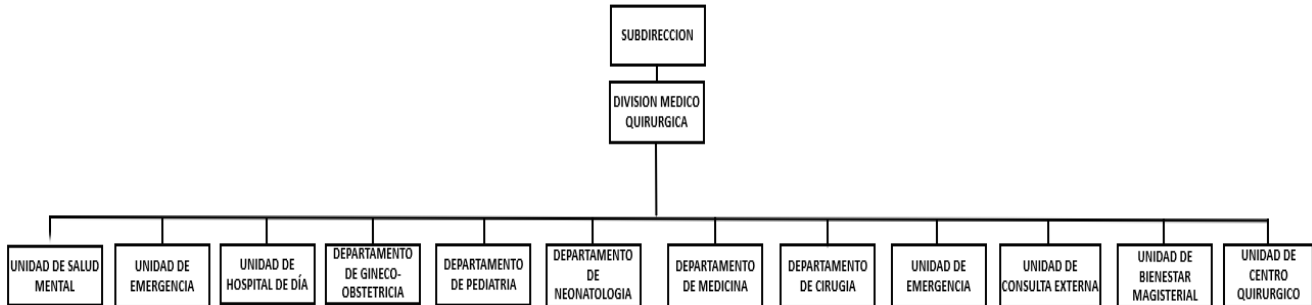 SUBDIRECCION
DIVISION MEDICO
QUIRURGICA
UNIDAD DE SALUD
MENTAL
UNIDAD DE
EMERGENCIA
UNIDAD DE
HOSPITAL DE DÍA
DEPARTAMENTO
DE GINECO-
OBSTETRICIA
DEPARTAMENTO
DE PEDIATRIA
DEPARTAMENTO
DE
NEONATOLOGIA
DEPARTAMENTO
DE MEDICINA
DEPARTAMENTO
DE CIRUGIA
UNIDAD DE
EMERGENCIA
UNIDAD DE
CONSULTA EXTERNA
UNIDAD DE
BIENESTAR
MAGISTERIAL
UNIDAD DE
CENTRO
QUIRURGICO